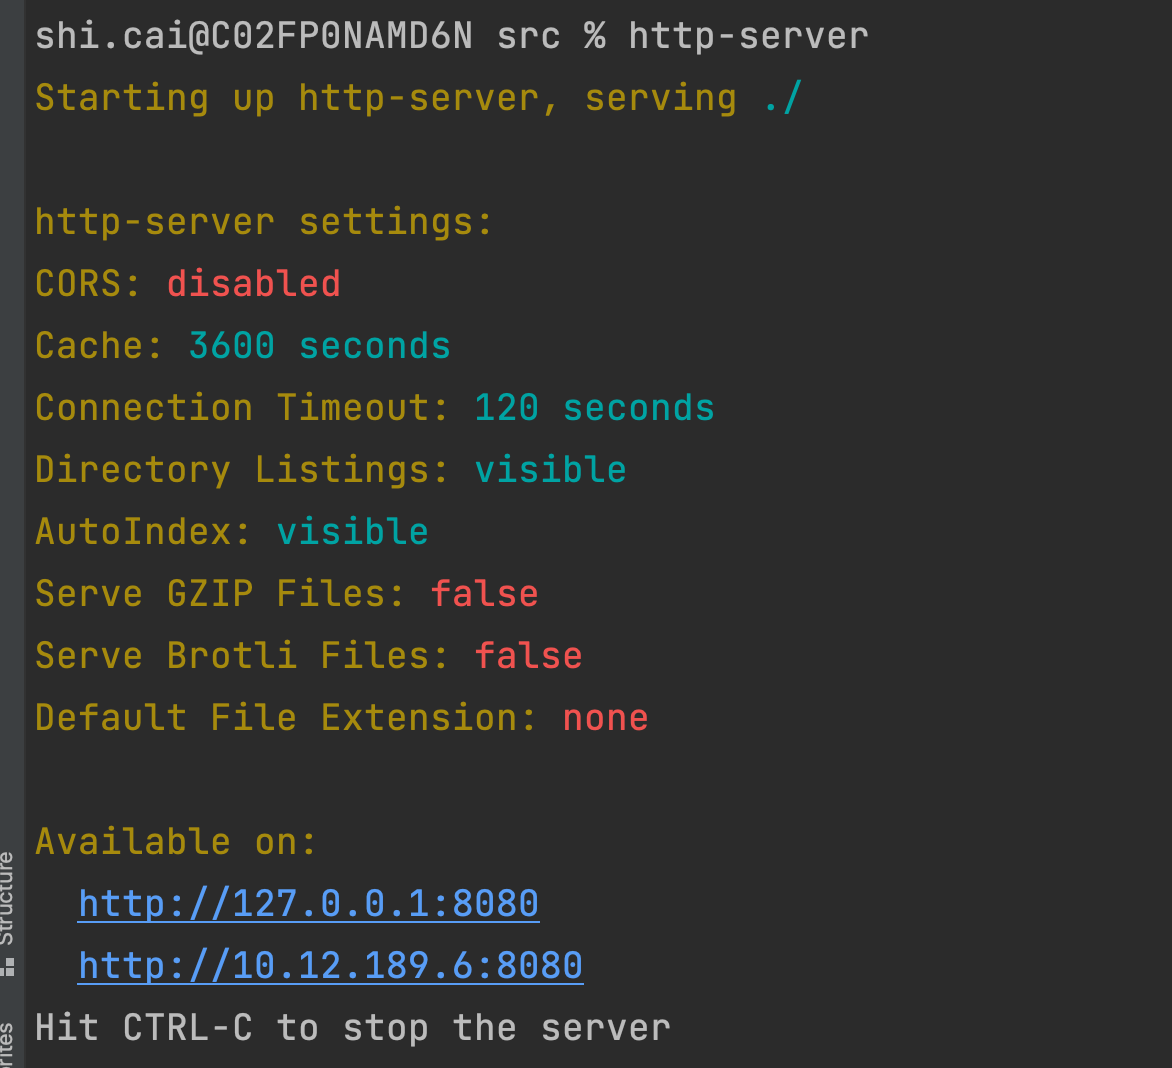 shi.cai@C02FP0NAMD6N src % http-server
Starting up http-server, serving ./
http-server settings:
CORS: disabled
Cache: 3600 seconds
Connection Timeout: 120 seconds
Directory Listings: visible
AutoIndex: visible
Serve GZIP Files: false
Serve Brotli Files: false
Default File Extension: none
Available on:
http://127.0.0.1:8080
http://10.12.189.6:8080
Hit CTRL-C to stop the server
Structure